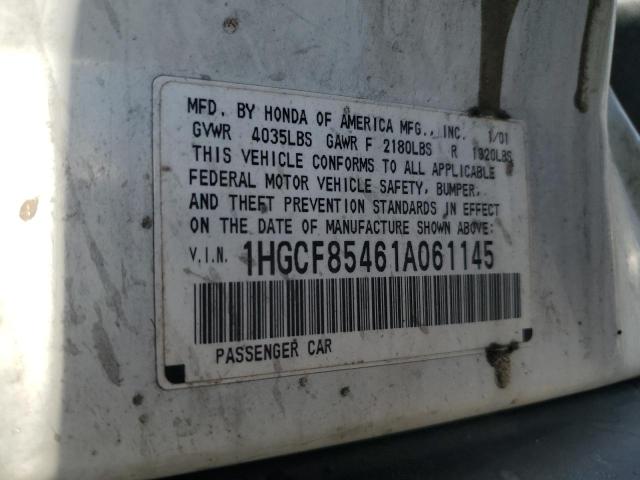 MFD. BY HONDA OF AMERICA MFG., INC. 1/01
GVWR 4035LBS GAWR F 2180LBS R 1920LBS
THIS VEHICLE CONFORMS TO ALL APPLICABLE
FEDERAL MOTOR VEHICLE SAFETY, BUMPER,
AND THEFT PREVENTION STANDARDS IN EFFECT
ON THE DATE OF MANUFACTURE SHOWN ABOVE:
V.I.N. 1HGCF85461A061145
PASSENGER CAR